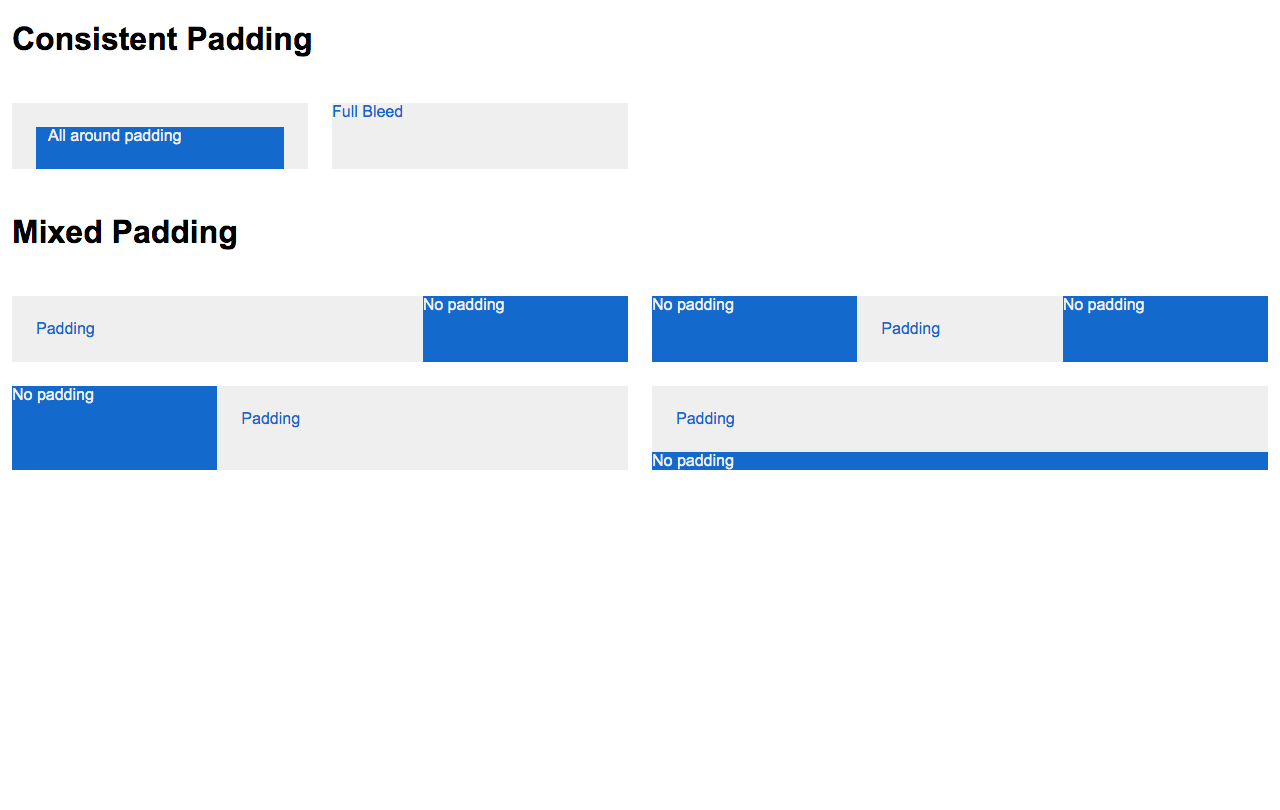 Consistent Padding
All around padding
Full Bleed
Mixed Padding
Padding
No padding
No padding
Padding
No padding
No padding
Padding
Padding
No padding